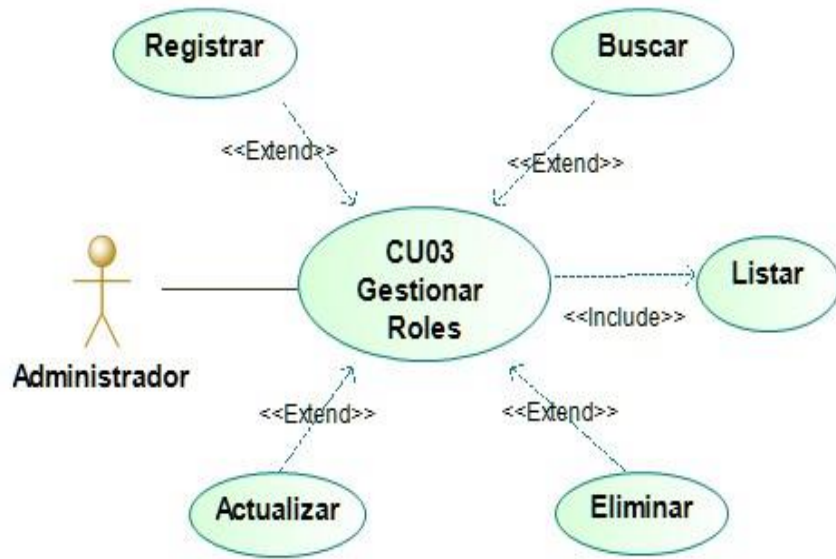 Registrar
Buscar
<<Extend>>
<<Extend>>
CU03
Gestionar
Roles
Listar
<<Include>>
Administrador
<<Extend>>
<<Extend>>
Actualizar
Eliminar